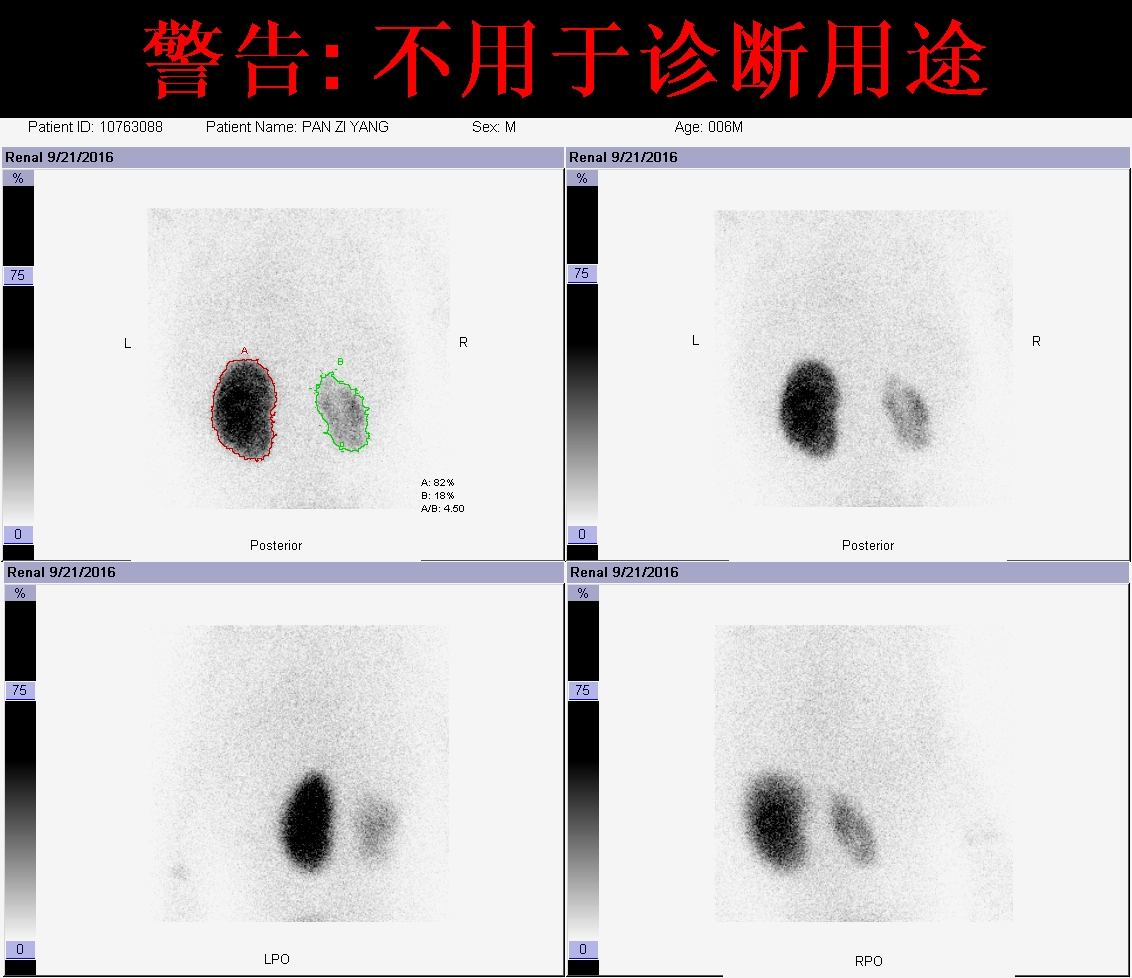 警告: 不用于诊断用途
Patient ID: 10763088 Patient Name: PAN ZI YANG Sex: M Age: 006M
Renal 9/21/2016
%
75
0
L
R
A
B
A: 82%
B: 18%
A/B: 4.50
Posterior
Renal 9/21/2016
%
75
0
L
R
Posterior
Renal 9/21/2016
%
75
0
LPO
Renal 9/21/2016
%
75
0
RPO